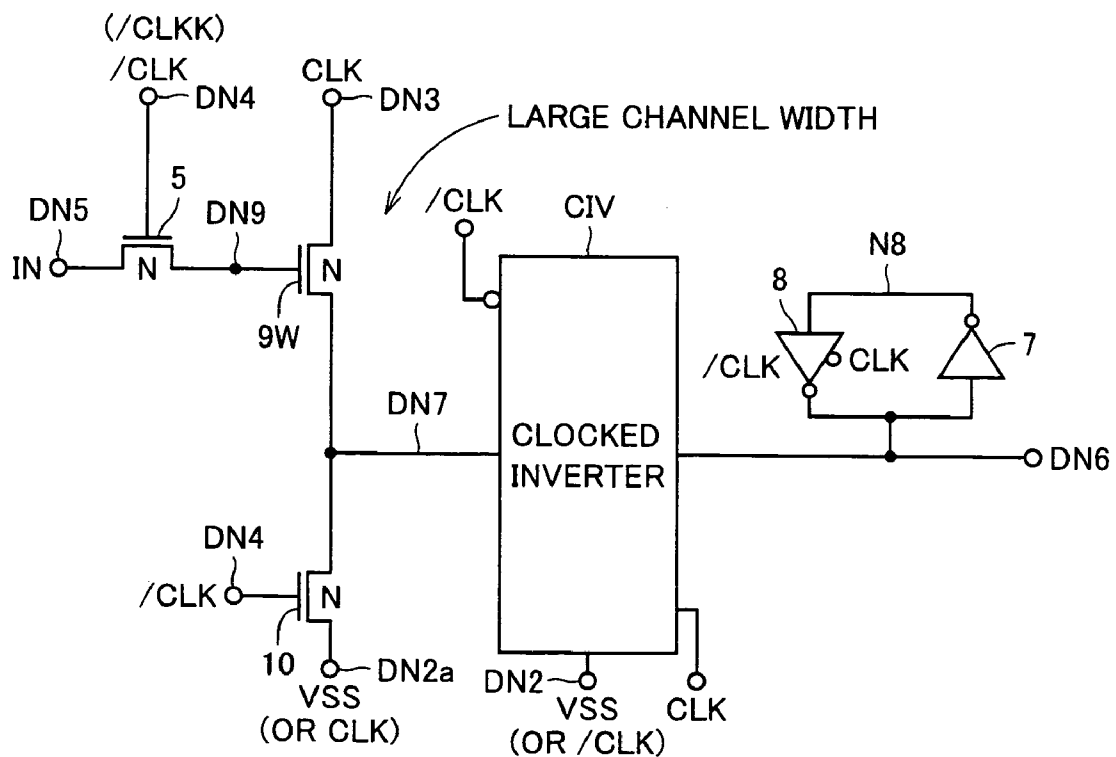 (/CLKK)
/CLK
DN4
CLK
DN3
LARGE CHANNEL WIDTH
5
DN5
DN9
IN
N
N
9W
/CLK
CIV
N8
8
/CLK
CLK
7
DN7
CLOCKED
INVERTER
DN6
DN4
/CLK
N
10
DN2a
VSS
(OR CLK)
DN2
VSS
(OR /CLK)
CLK